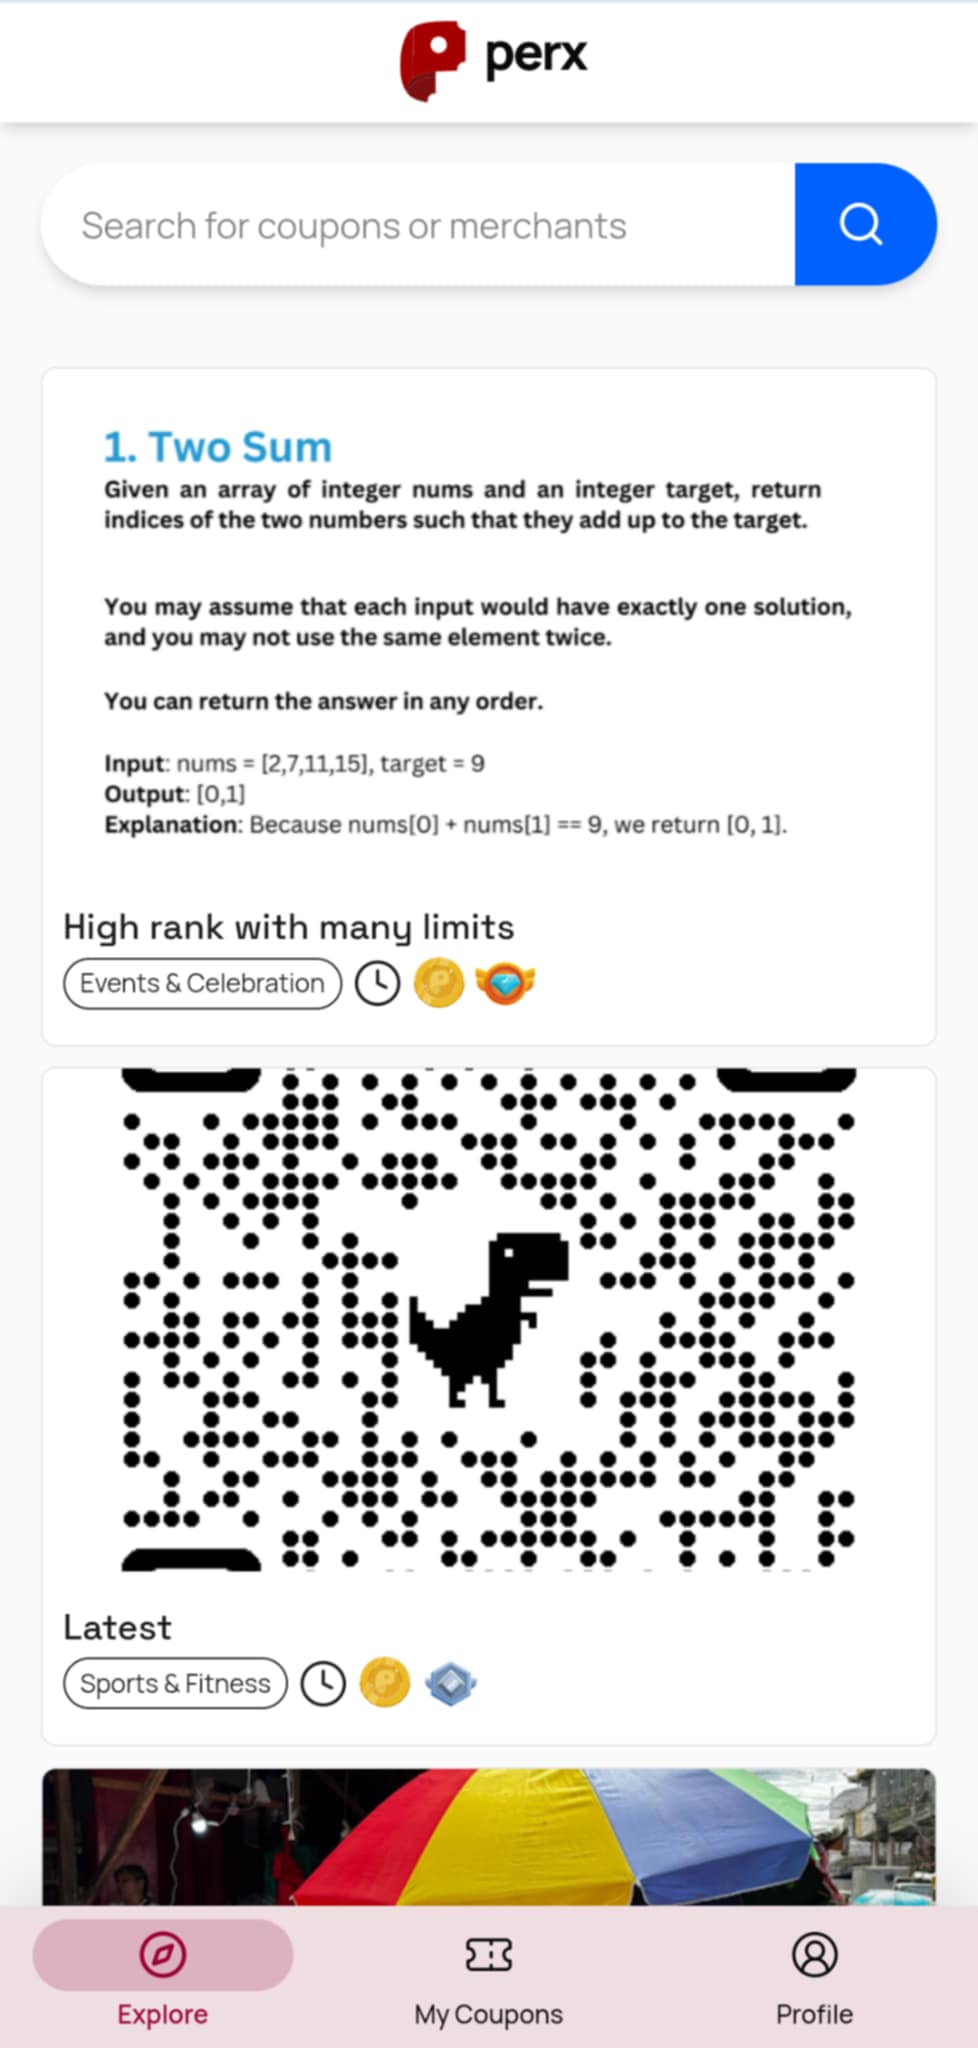 perx
Search for coupons or merchants
1. Two Sum
Given an array of integer nums and an integer target, return
indices of the two numbers such that they add up to the target.
You may assume that each input would have exactly one solution,
and you may not use the same element twice.
You can return the answer in any order.
Input: nums = [2,7,11,15], target = 9
Output: [0,1]
Explanation: Because nums[0] + nums[1] == 9, we return [0, 1].
High rank with many limits
Events & Celebration
Latest
Sports & Fitness
Explore
My Coupons
Profile